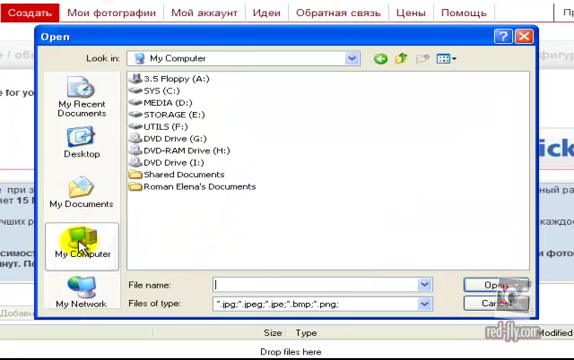 Создать Мои фотографии Мой аккаунт Идеи Обратная связь Цены Помощь
Open
Look in: My Computer
3.5 Floppy (A:)
SYS (C:)
MEDIA (D:)
STORAGE (E:)
UTILS (F:)
DVD Drive (G:)
DVD-RAM Drive (H:)
DVD Drive (I:)
Shared Documents
Roman Elena's Documents
My Recent
Documents
Desktop
My Documents
My Computer
My Network
File name:
Open
Files of type: *.jpg;*.jpeg;*.jpe;*.bmp;*.png;
Cancel
red-fly.com
Size Type
Drop files here